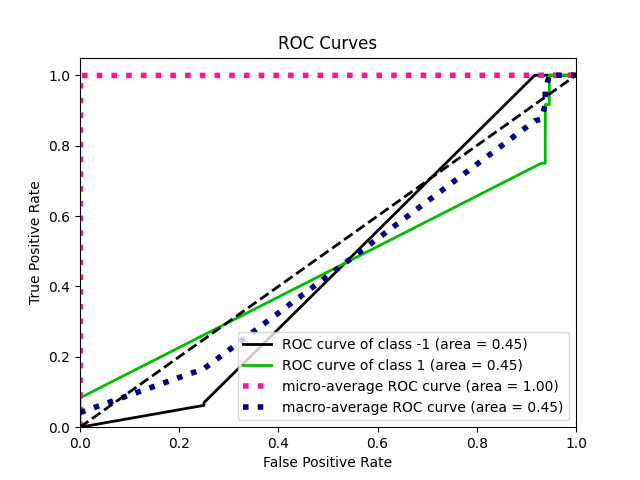 ROC Curves
True Positive Rate
1.0
0.8
0.6
0.4
0.2
0.0
ROC curve of class -1 (area = 0.45)
ROC curve of class 1 (area = 0.45)
micro-average ROC curve (area = 1.00)
macro-average ROC curve (area = 0.45)
0.0 0.2 0.4 0.6 0.8 1.0
False Positive Rate